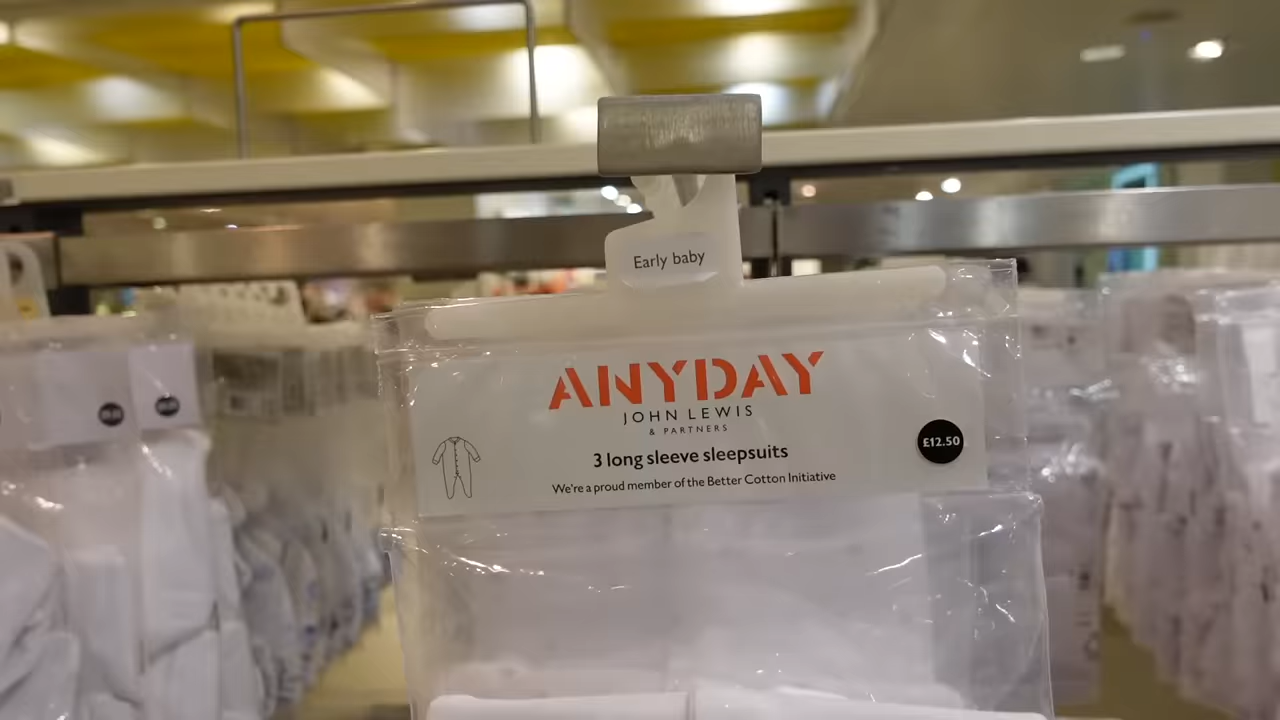 Early baby
ANYDAY
JOHN LEWIS
& PARTNERS
3 long sleeve sleepsuits
£12.50
We're a proud member of the Better Cotton Initiative